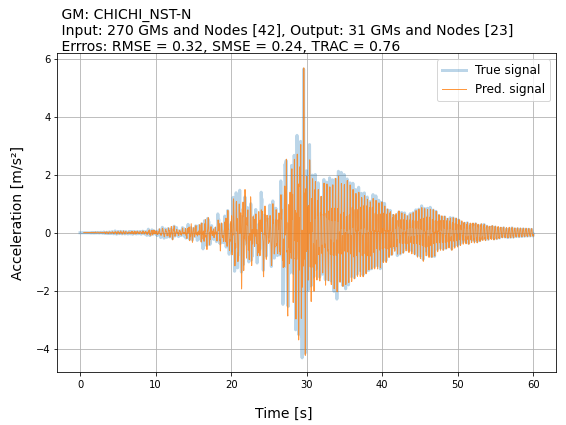 GM: CHICHI_NST-N
Input: 270 GMs and Nodes [42], Output: 31 GMs and Nodes [23]
Erros: RMSE = 0.32, SMSE = 0.24, TRAC = 0.76
True signal
Pred. signal
Acceleration [m/s²]
6
4
2
0
−2
−4
0
10
20
30
40
50
60
Time [s]